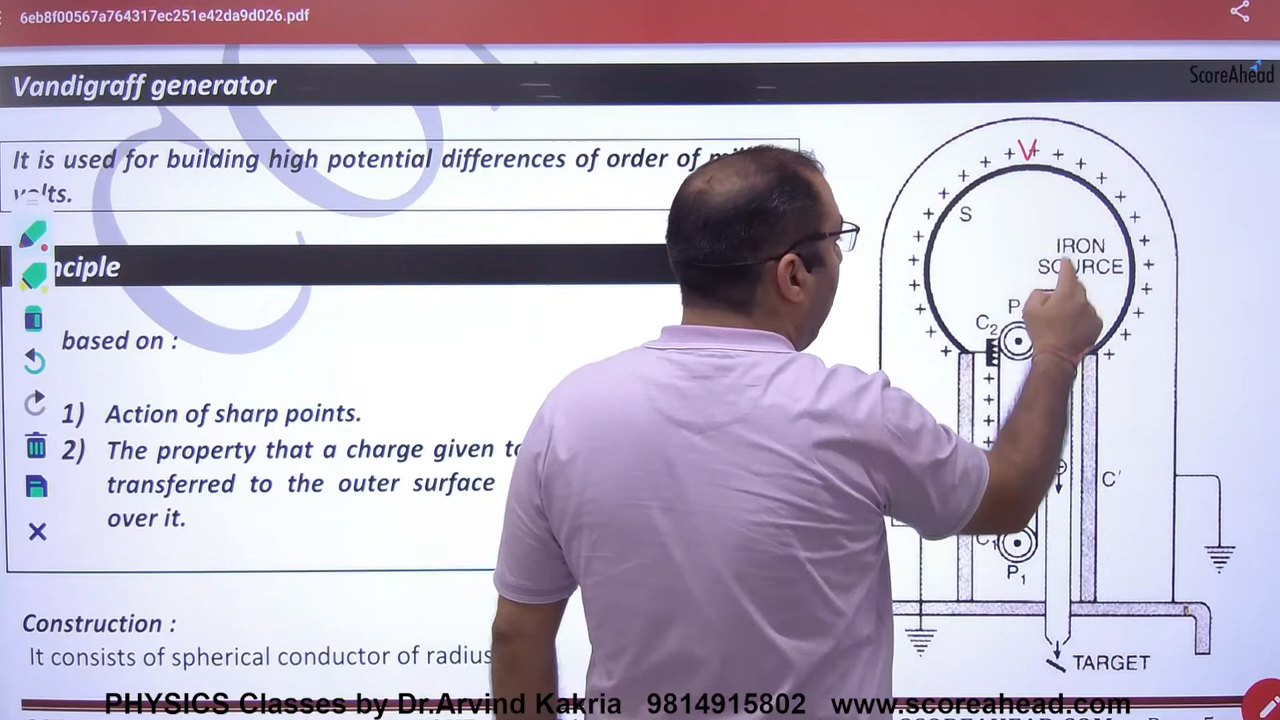 6eb8f00567a764317ec251e42da9d026.pdf
Vandigraff generator
ScoreAhead
It is used for building high potential differences of order of
volts.
nciple
based on :
1) Action of sharp points.
2) The property that a charge given to
transferred to the outer surface
over it.
Construction :
It consists of spherical conductor of radius
V
S
IRON
SOURCE
P
C2
C'
C1
P1
TARGET
PHYSICS Classes by Dr.Arvind Kakria 9814915802 www.scoreahead.com